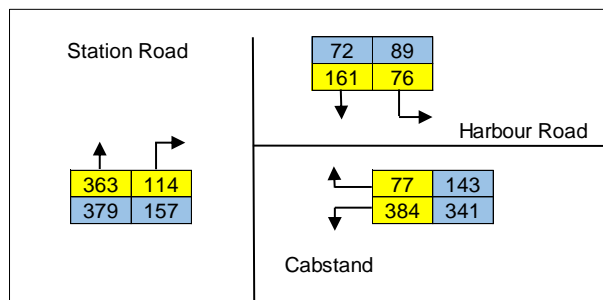 Station Road
72 89
161 76
Harbour Road
363 114
379 157
77 143
384 341
Cabstand